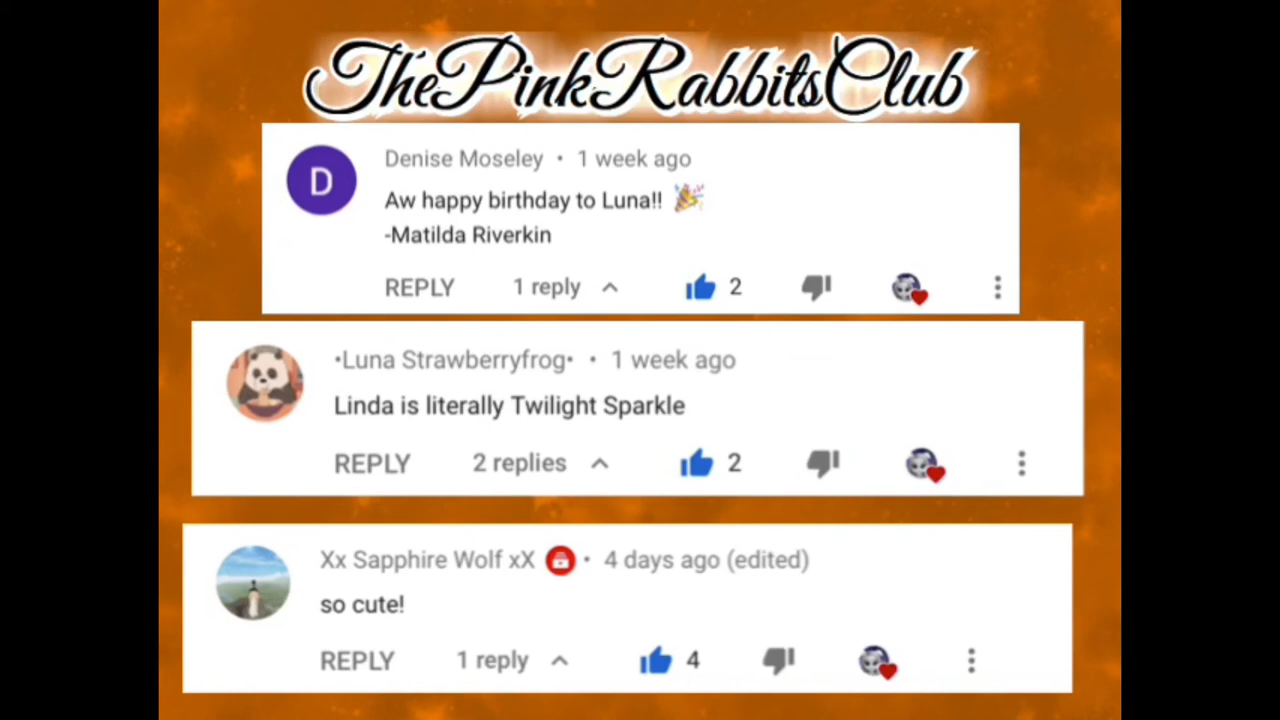 ThePinkRabbitsClub
D
Denise Moseley • 1 week ago
Aw happy birthday to Luna!! 🎉
-Matilda Riverkin
REPLY 1 reply 2
•Luna Strawberryfrog• • 1 week ago
Linda is literally Twilight Sparkle
REPLY 2 replies 2
Xx Sapphire Wolf xX • 4 days ago (edited)
so cute!
REPLY 1 reply 4